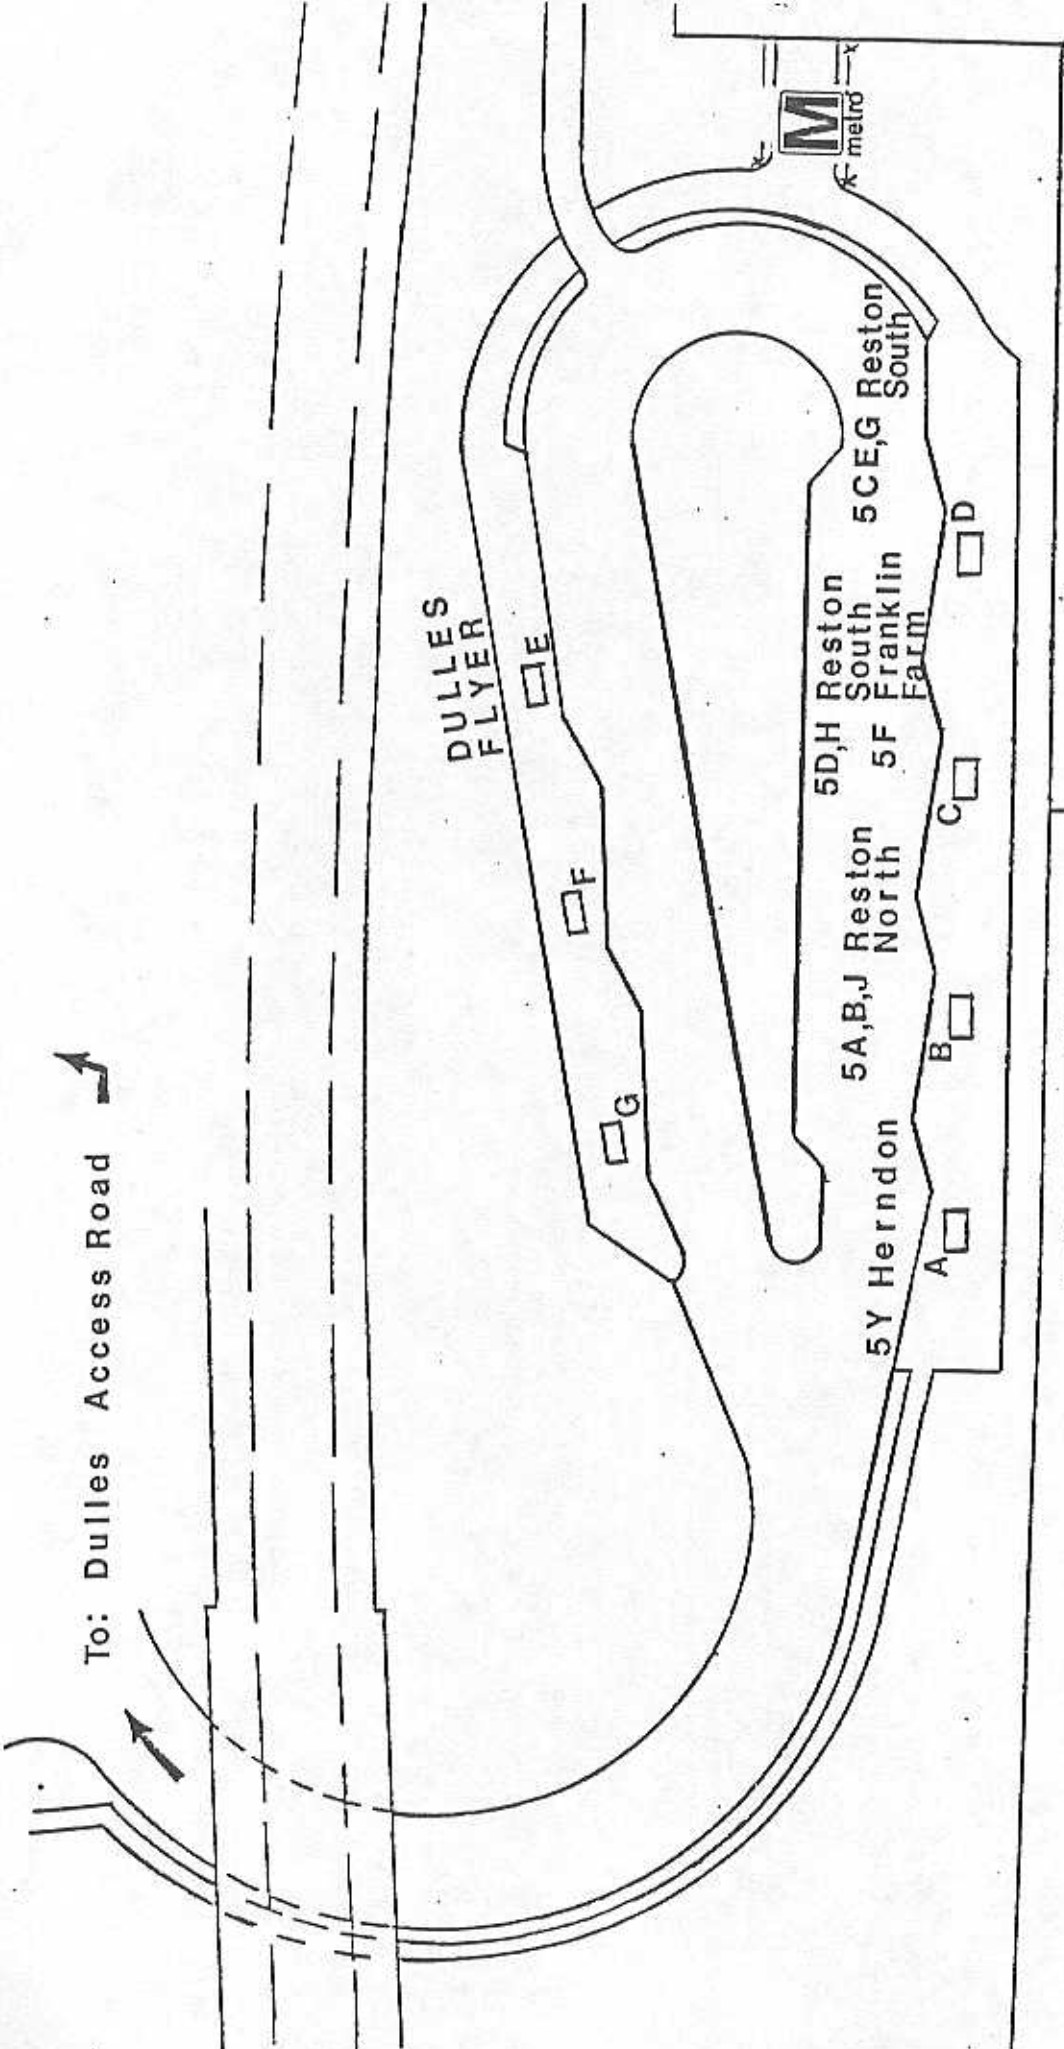 To: Dulles Access Road
DULLES
FLYER
E
F
G
M
metro
5Y Herndon
5A,B,J Reston
North
5D,H Reston
South
5F Franklin
Farm
5CE,G Reston
South
A
B
C
D